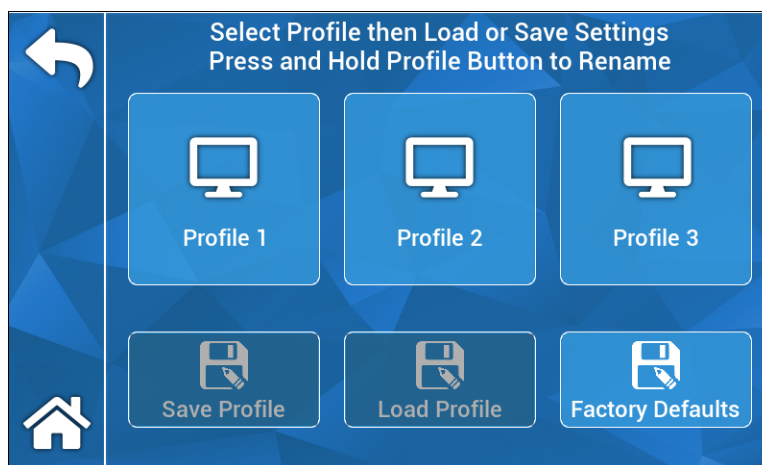 Select Profile then Load or Save Settings
Press and Hold Profile Button to Rename
Profile 1
Profile 2
Profile 3
Save Profile
Load Profile
Factory Defaults